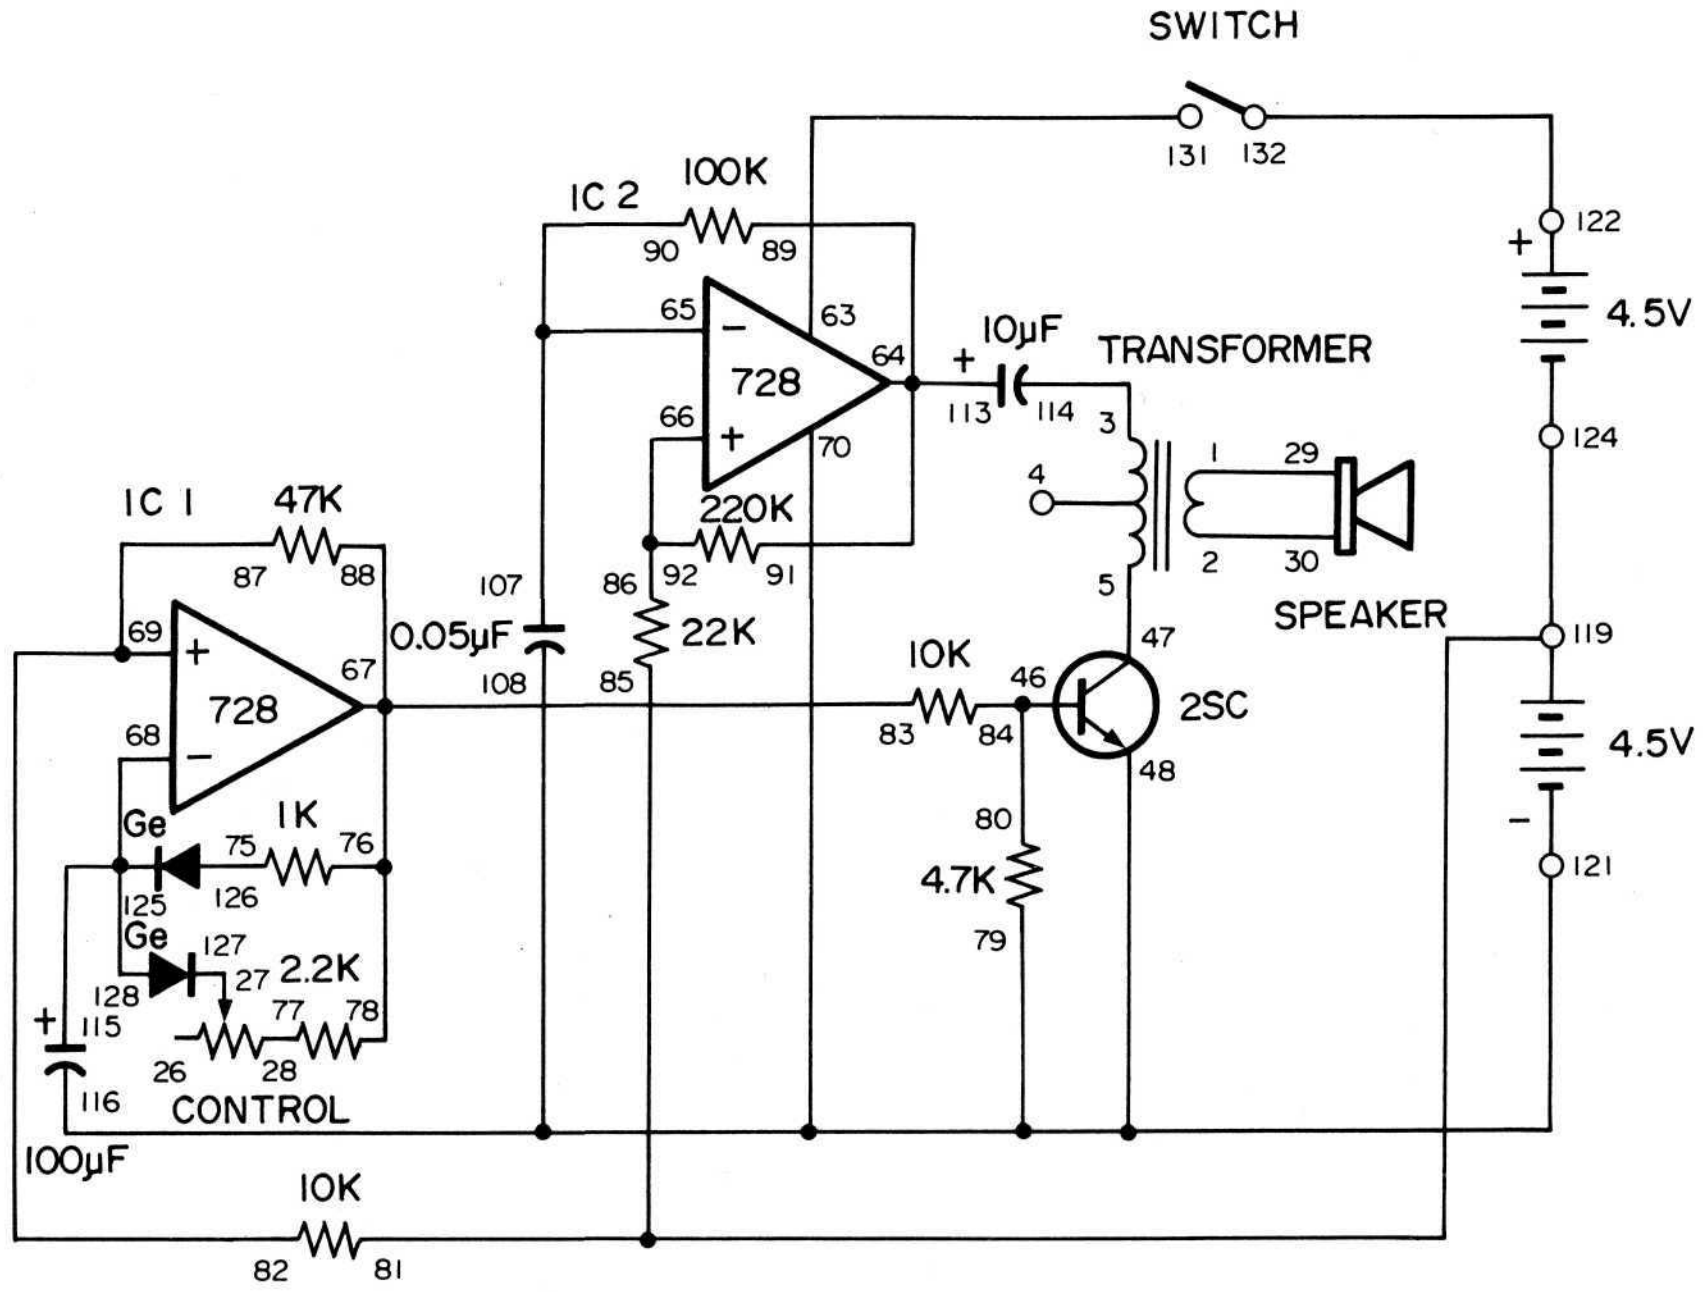 SWITCH
131 132
122
+
4.5V
124
IC 2
100K
90 89
65
−
63
64
728
66
+
70
220K
92 91
86
22K
85
10µF
+
113 114
TRANSFORMER
3
4
5
1 29
2 30
SPEAKER
119
4.5V
−
121
IC 1
47K
87 88
69
+
67
728
68
−
107
0.05µF
108
10K
83 84
46
47
2SC
48
80
4.7K
79
Ge
1K
75 76
125 126
Ge
127
128
27
2.2K
77 78
26 28
CONTROL
+
115
116
100µF
10K
82 81